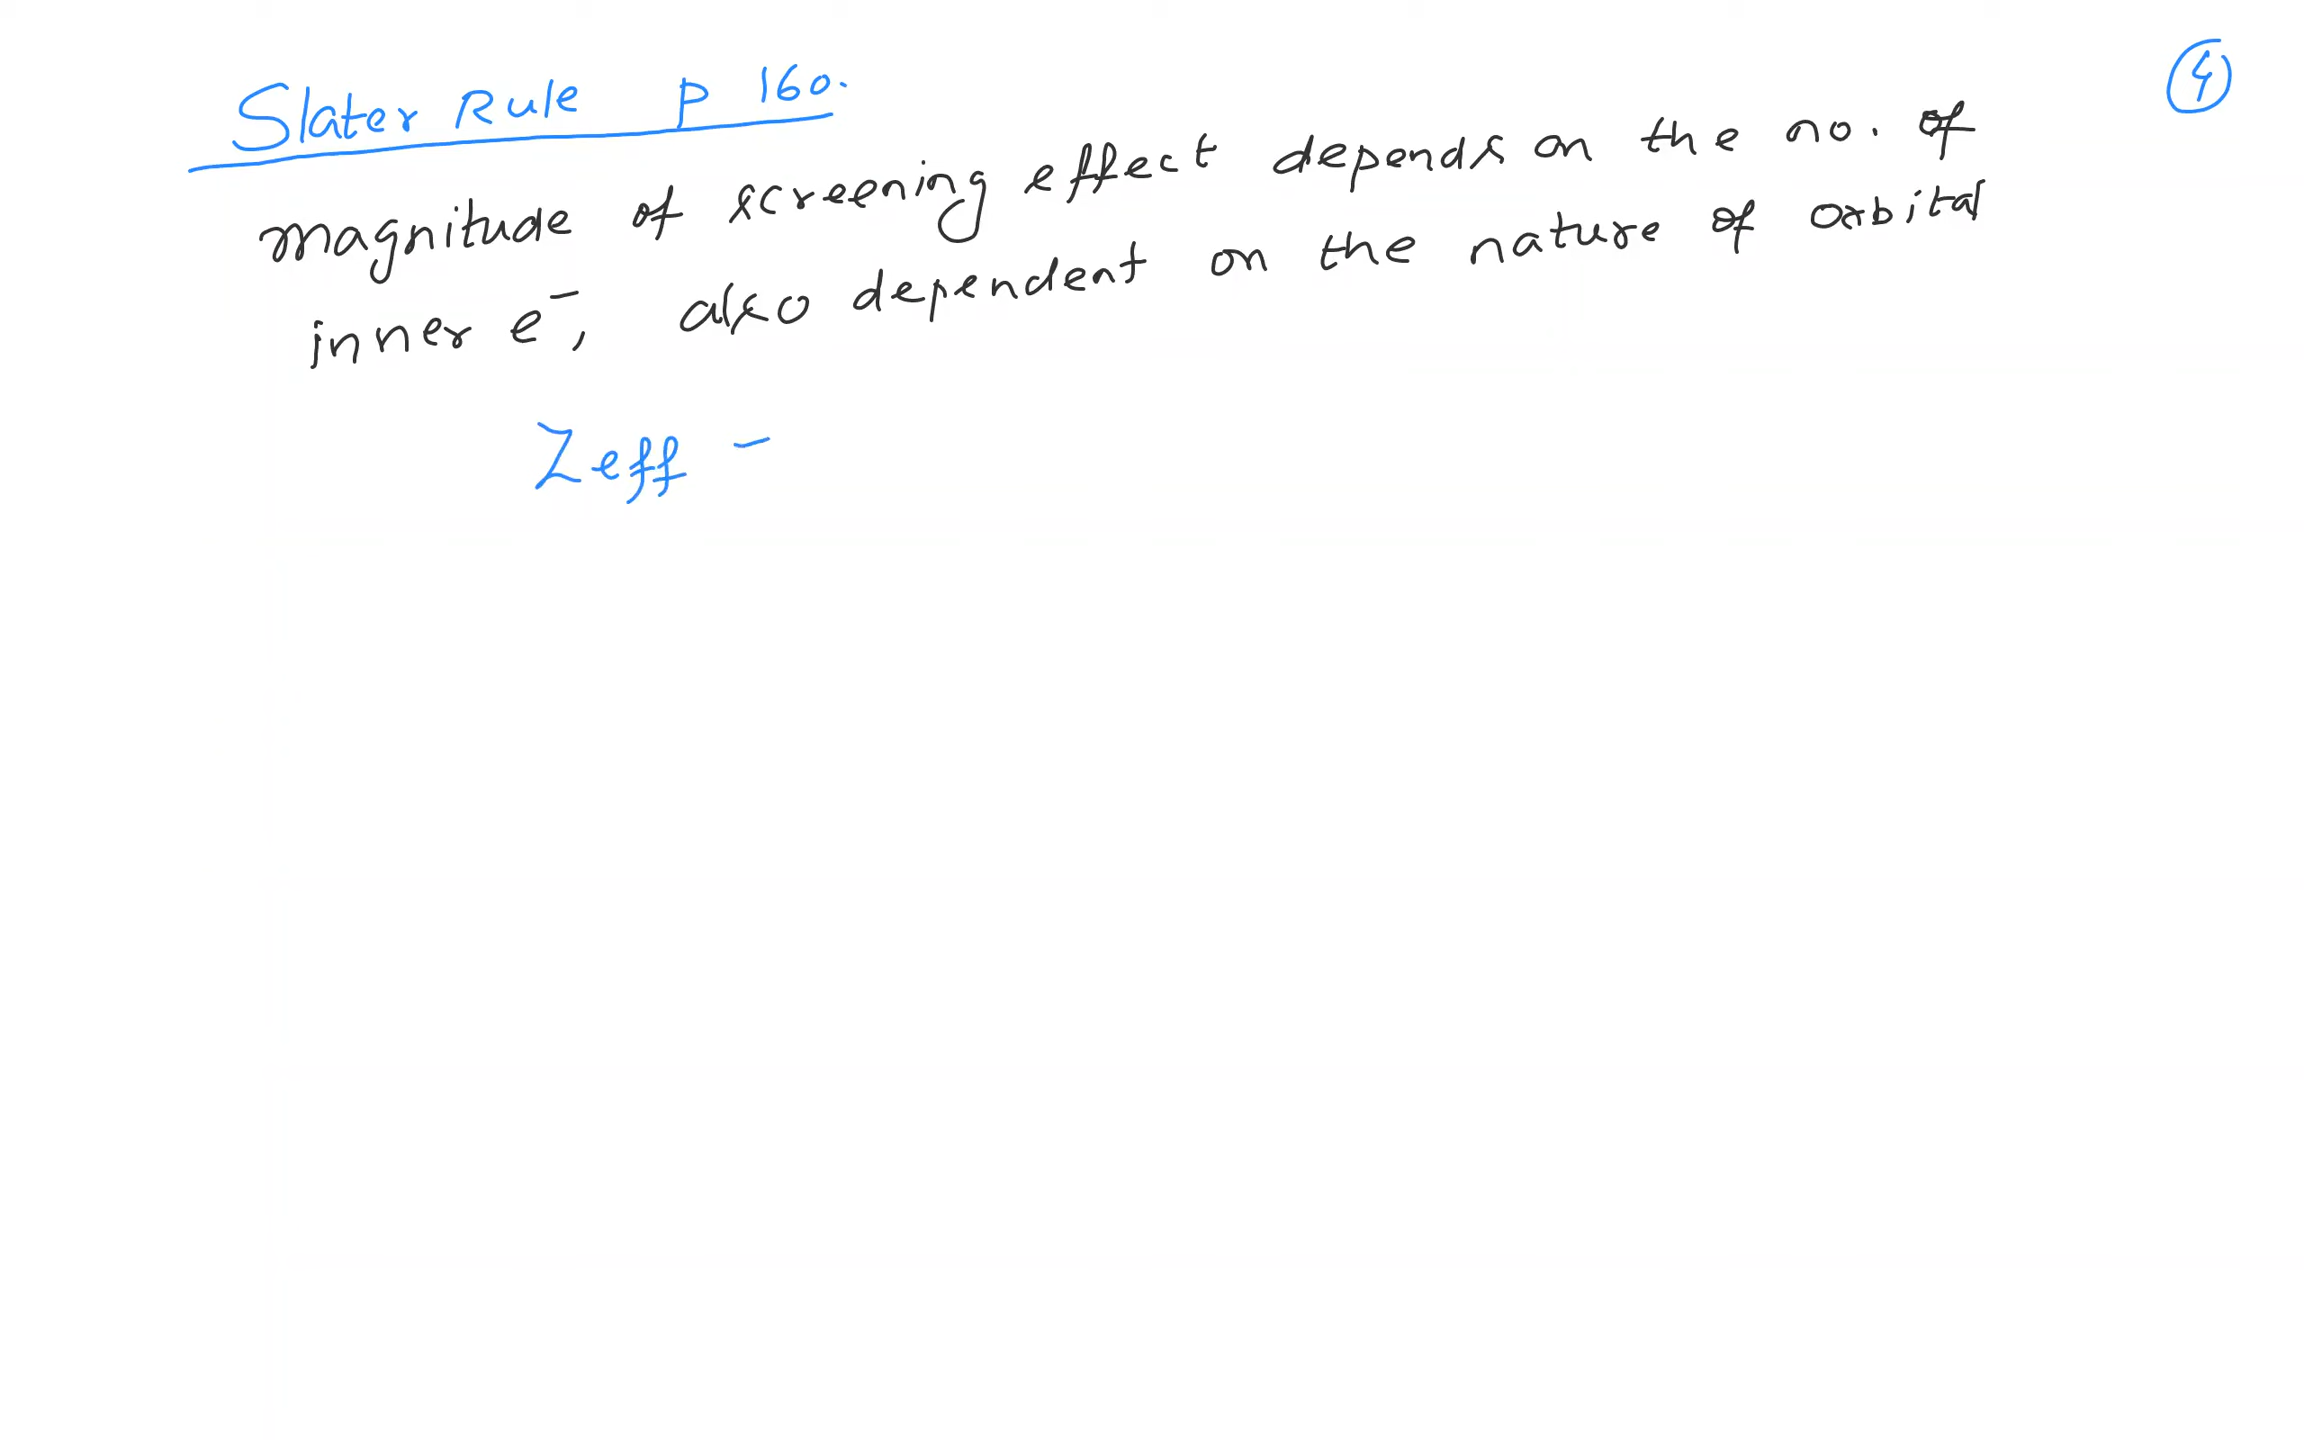 Slater Rule P 160.
4
magnitude of screening effect depends on the no. of
inner e⁻, also dependent on the nature of orbital
Zeff -